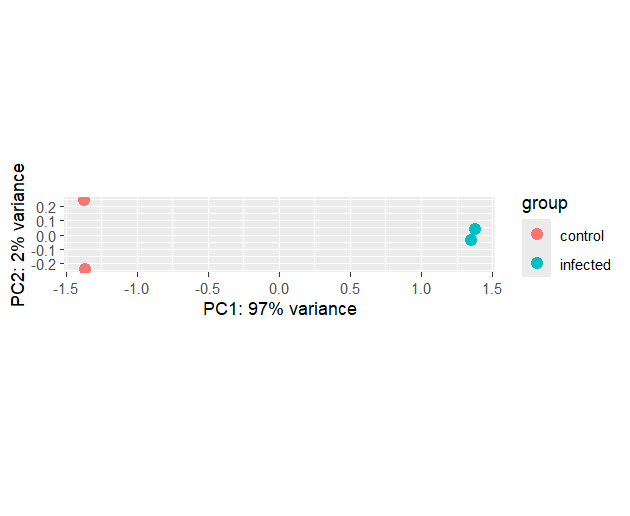 PC2: 2% variance
0.2
0.1
0.0
-0.1
-0.2
-1.5 -1.0 -0.5 0.0 0.5 1.0 1.5
PC1: 97% variance
group
control
infected